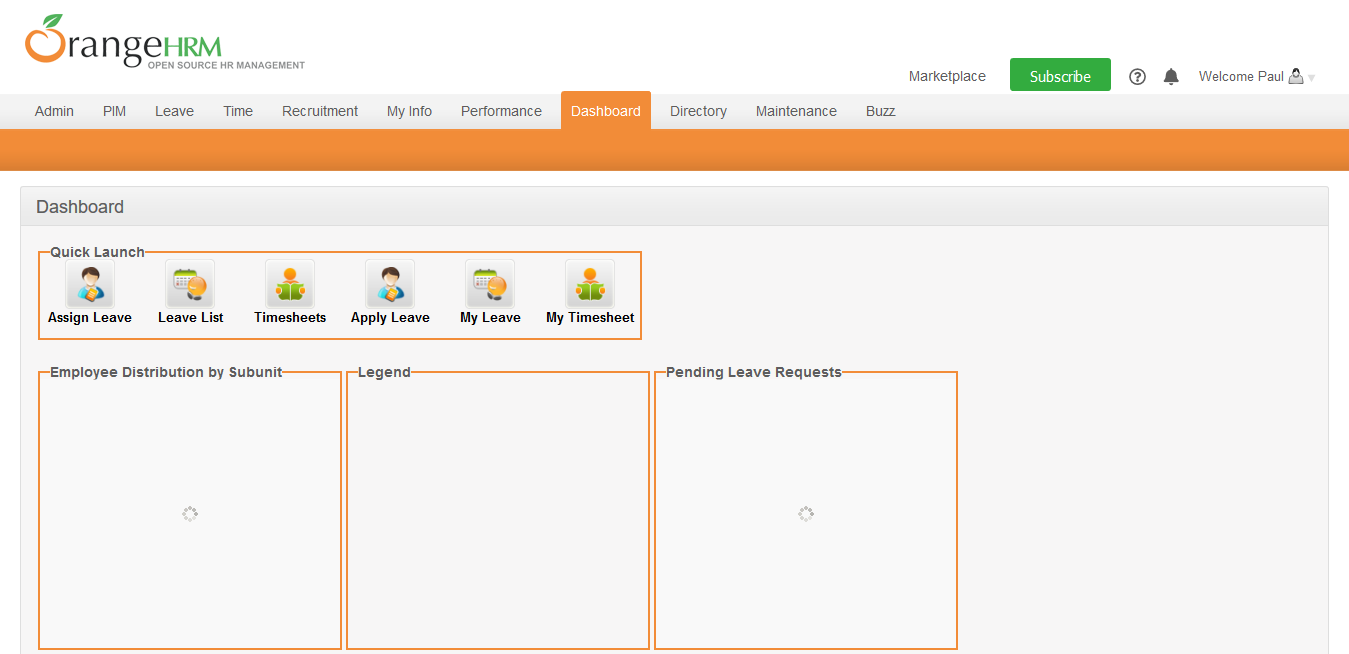 OrangeHRM
OPEN SOURCE HR MANAGEMENT
Marketplace Subscribe ? Welcome Paul
Admin PIM Leave Time Recruitment My Info Performance Dashboard Directory Maintenance Buzz
Dashboard
Quick Launch
Assign Leave Leave List Timesheets Apply Leave My Leave My Timesheet
Employee Distribution by Subunit Legend Pending Leave Requests